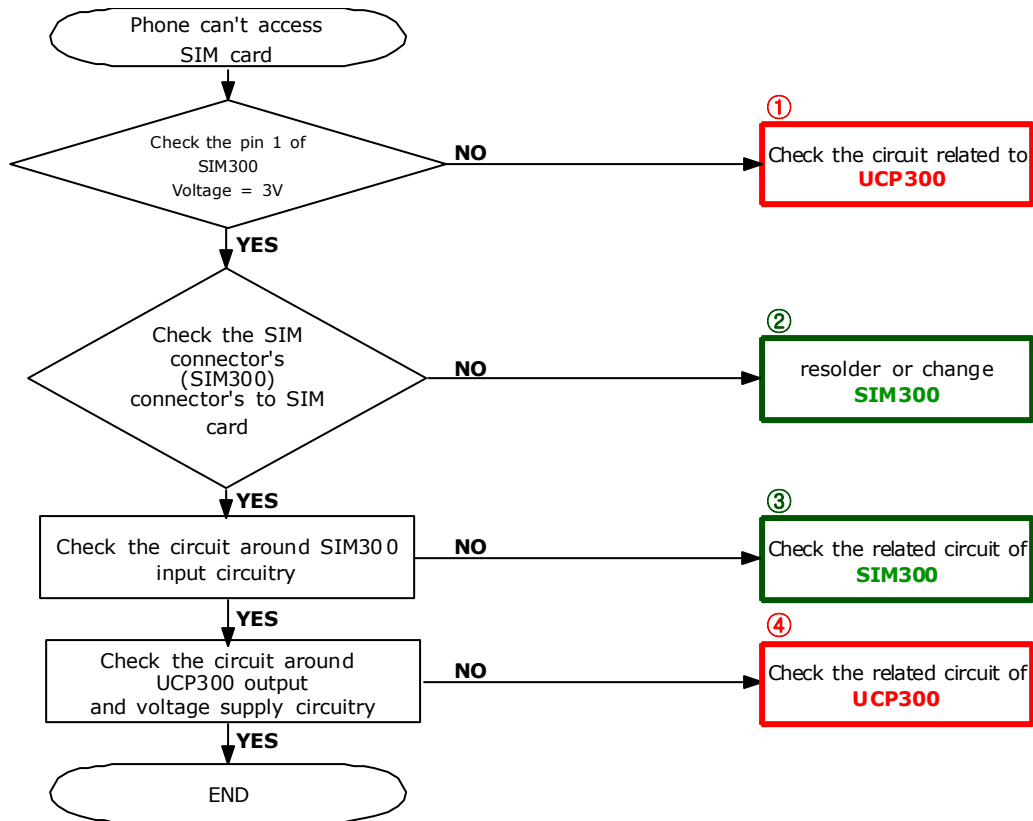 Phone can't access
SIM card
①
Check the pin 1 of
SIM300
Voltage = 3V
NO
Check the circuit related to
UCP300
YES
②
Check the SIM
connector's
(SIM300)
connector's to SIM
card
NO
resolder or change
SIM300
YES
③
Check the circuit around SIM300
input circuitry
NO
Check the related circuit of
SIM300
YES
④
Check the circuit around
UCP300 output
and voltage supply circuitry
NO
Check the related circuit of
UCP300
YES
END